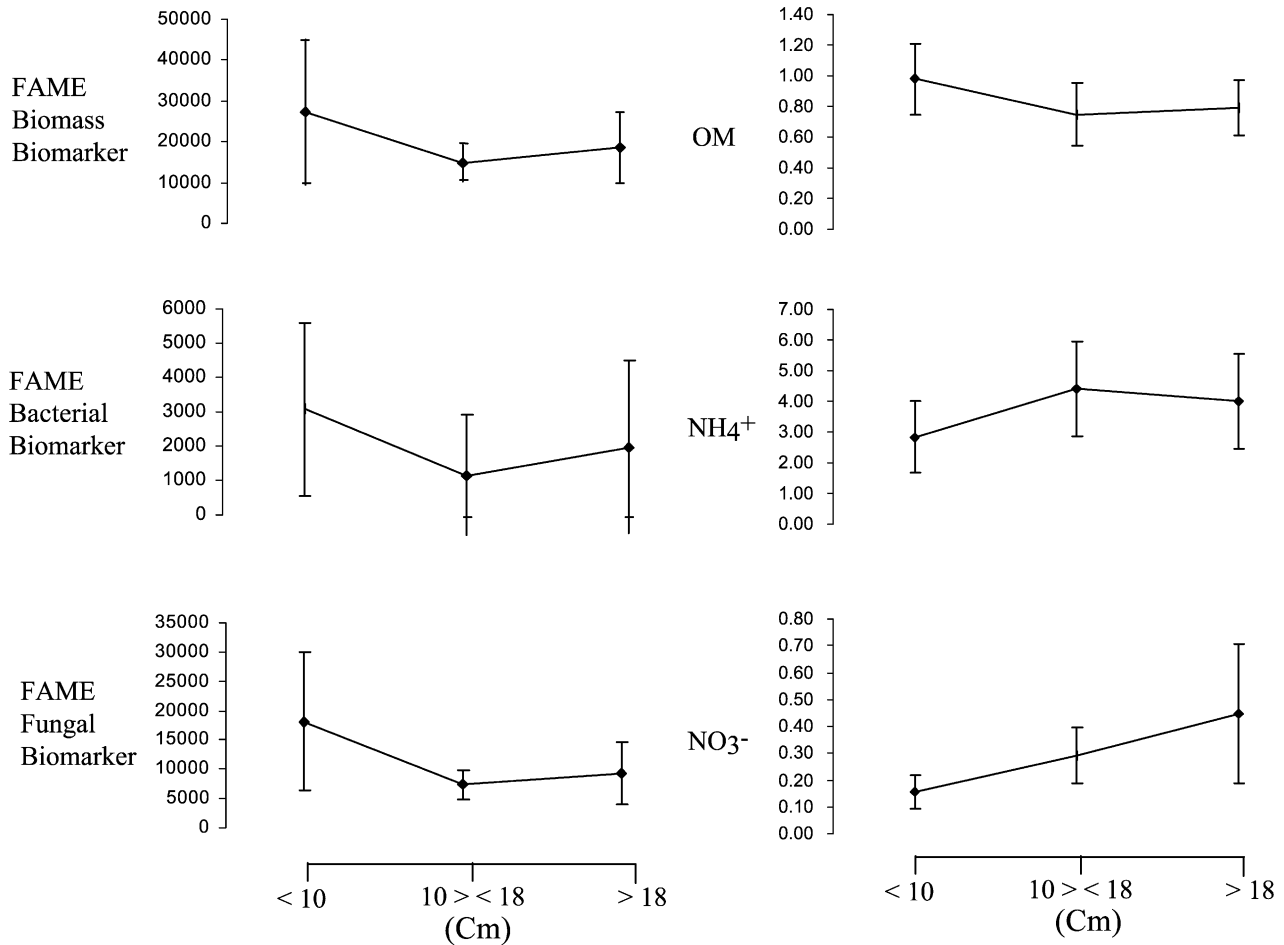 FAME
Biomass
Biomarker
50000
40000
30000
20000
10000
0
OM
1.40
1.20
1.00
0.80
0.60
0.40
0.20
0.00
FAME
Bacterial
Biomarker
6000
5000
4000
3000
2000
1000
0
NH4+
7.00
6.00
5.00
4.00
3.00
2.00
1.00
0.00
FAME
Fungal
Biomarker
35000
30000
25000
20000
15000
10000
5000
0
NO3-
0.80
0.70
0.60
0.50
0.40
0.30
0.20
0.10
0.00
< 10 10 > < 18 > 18
(Cm)
< 10 10 > < 18 > 18
(Cm)